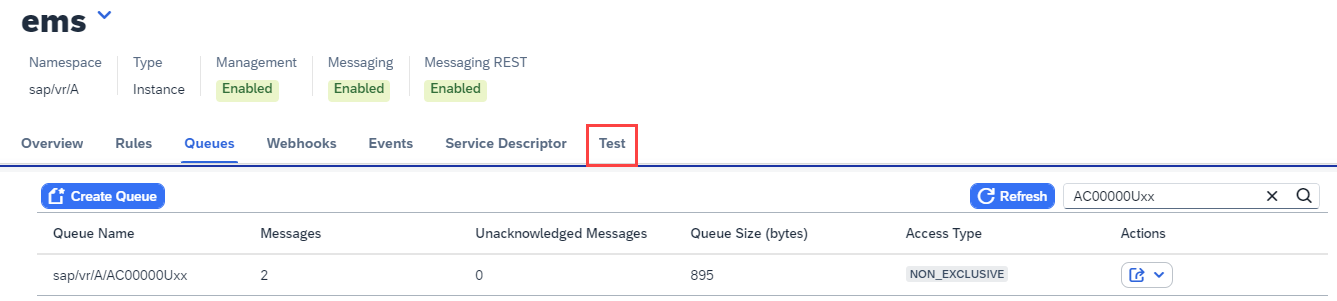 ems
Namespace Type Management Messaging Messaging REST
sap/vr/A Instance Enabled Enabled Enabled
Overview Rules Queues Webhooks Events Service Descriptor Test
Create Queue Refresh AC00000Uxx
Queue Name Messages Unacknowledged Messages Queue Size (bytes) Access Type Actions
sap/vr/A/AC00000Uxx 2 0 895 NON_EXCLUSIVE